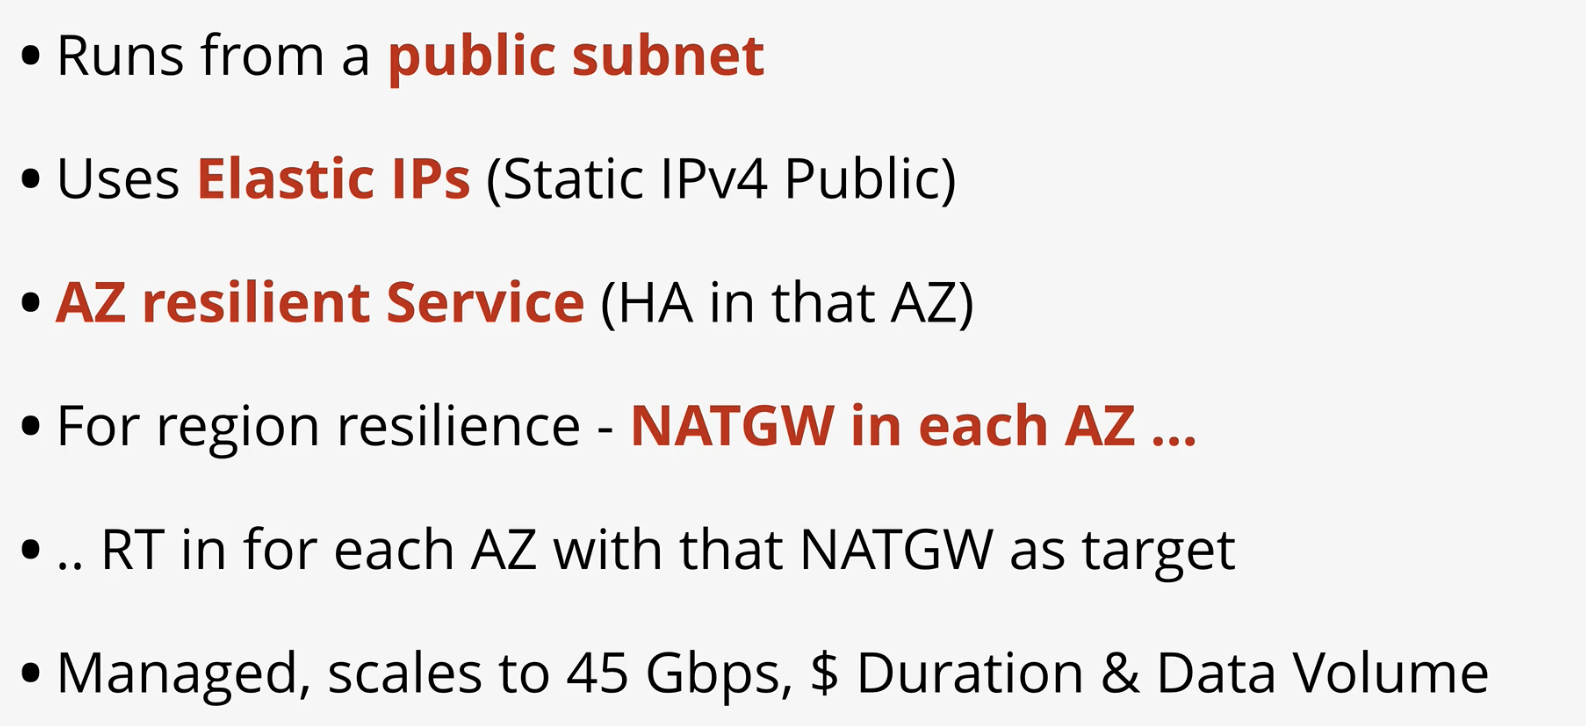 • Runs from a public subnet
• Uses Elastic IPs (Static IPv4 Public)
• AZ resilient Service (HA in that AZ)
• For region resilience - NATGW in each AZ ...
• .. RT in for each AZ with that NATGW as target
• Managed, scales to 45 Gbps, $ Duration & Data Volume